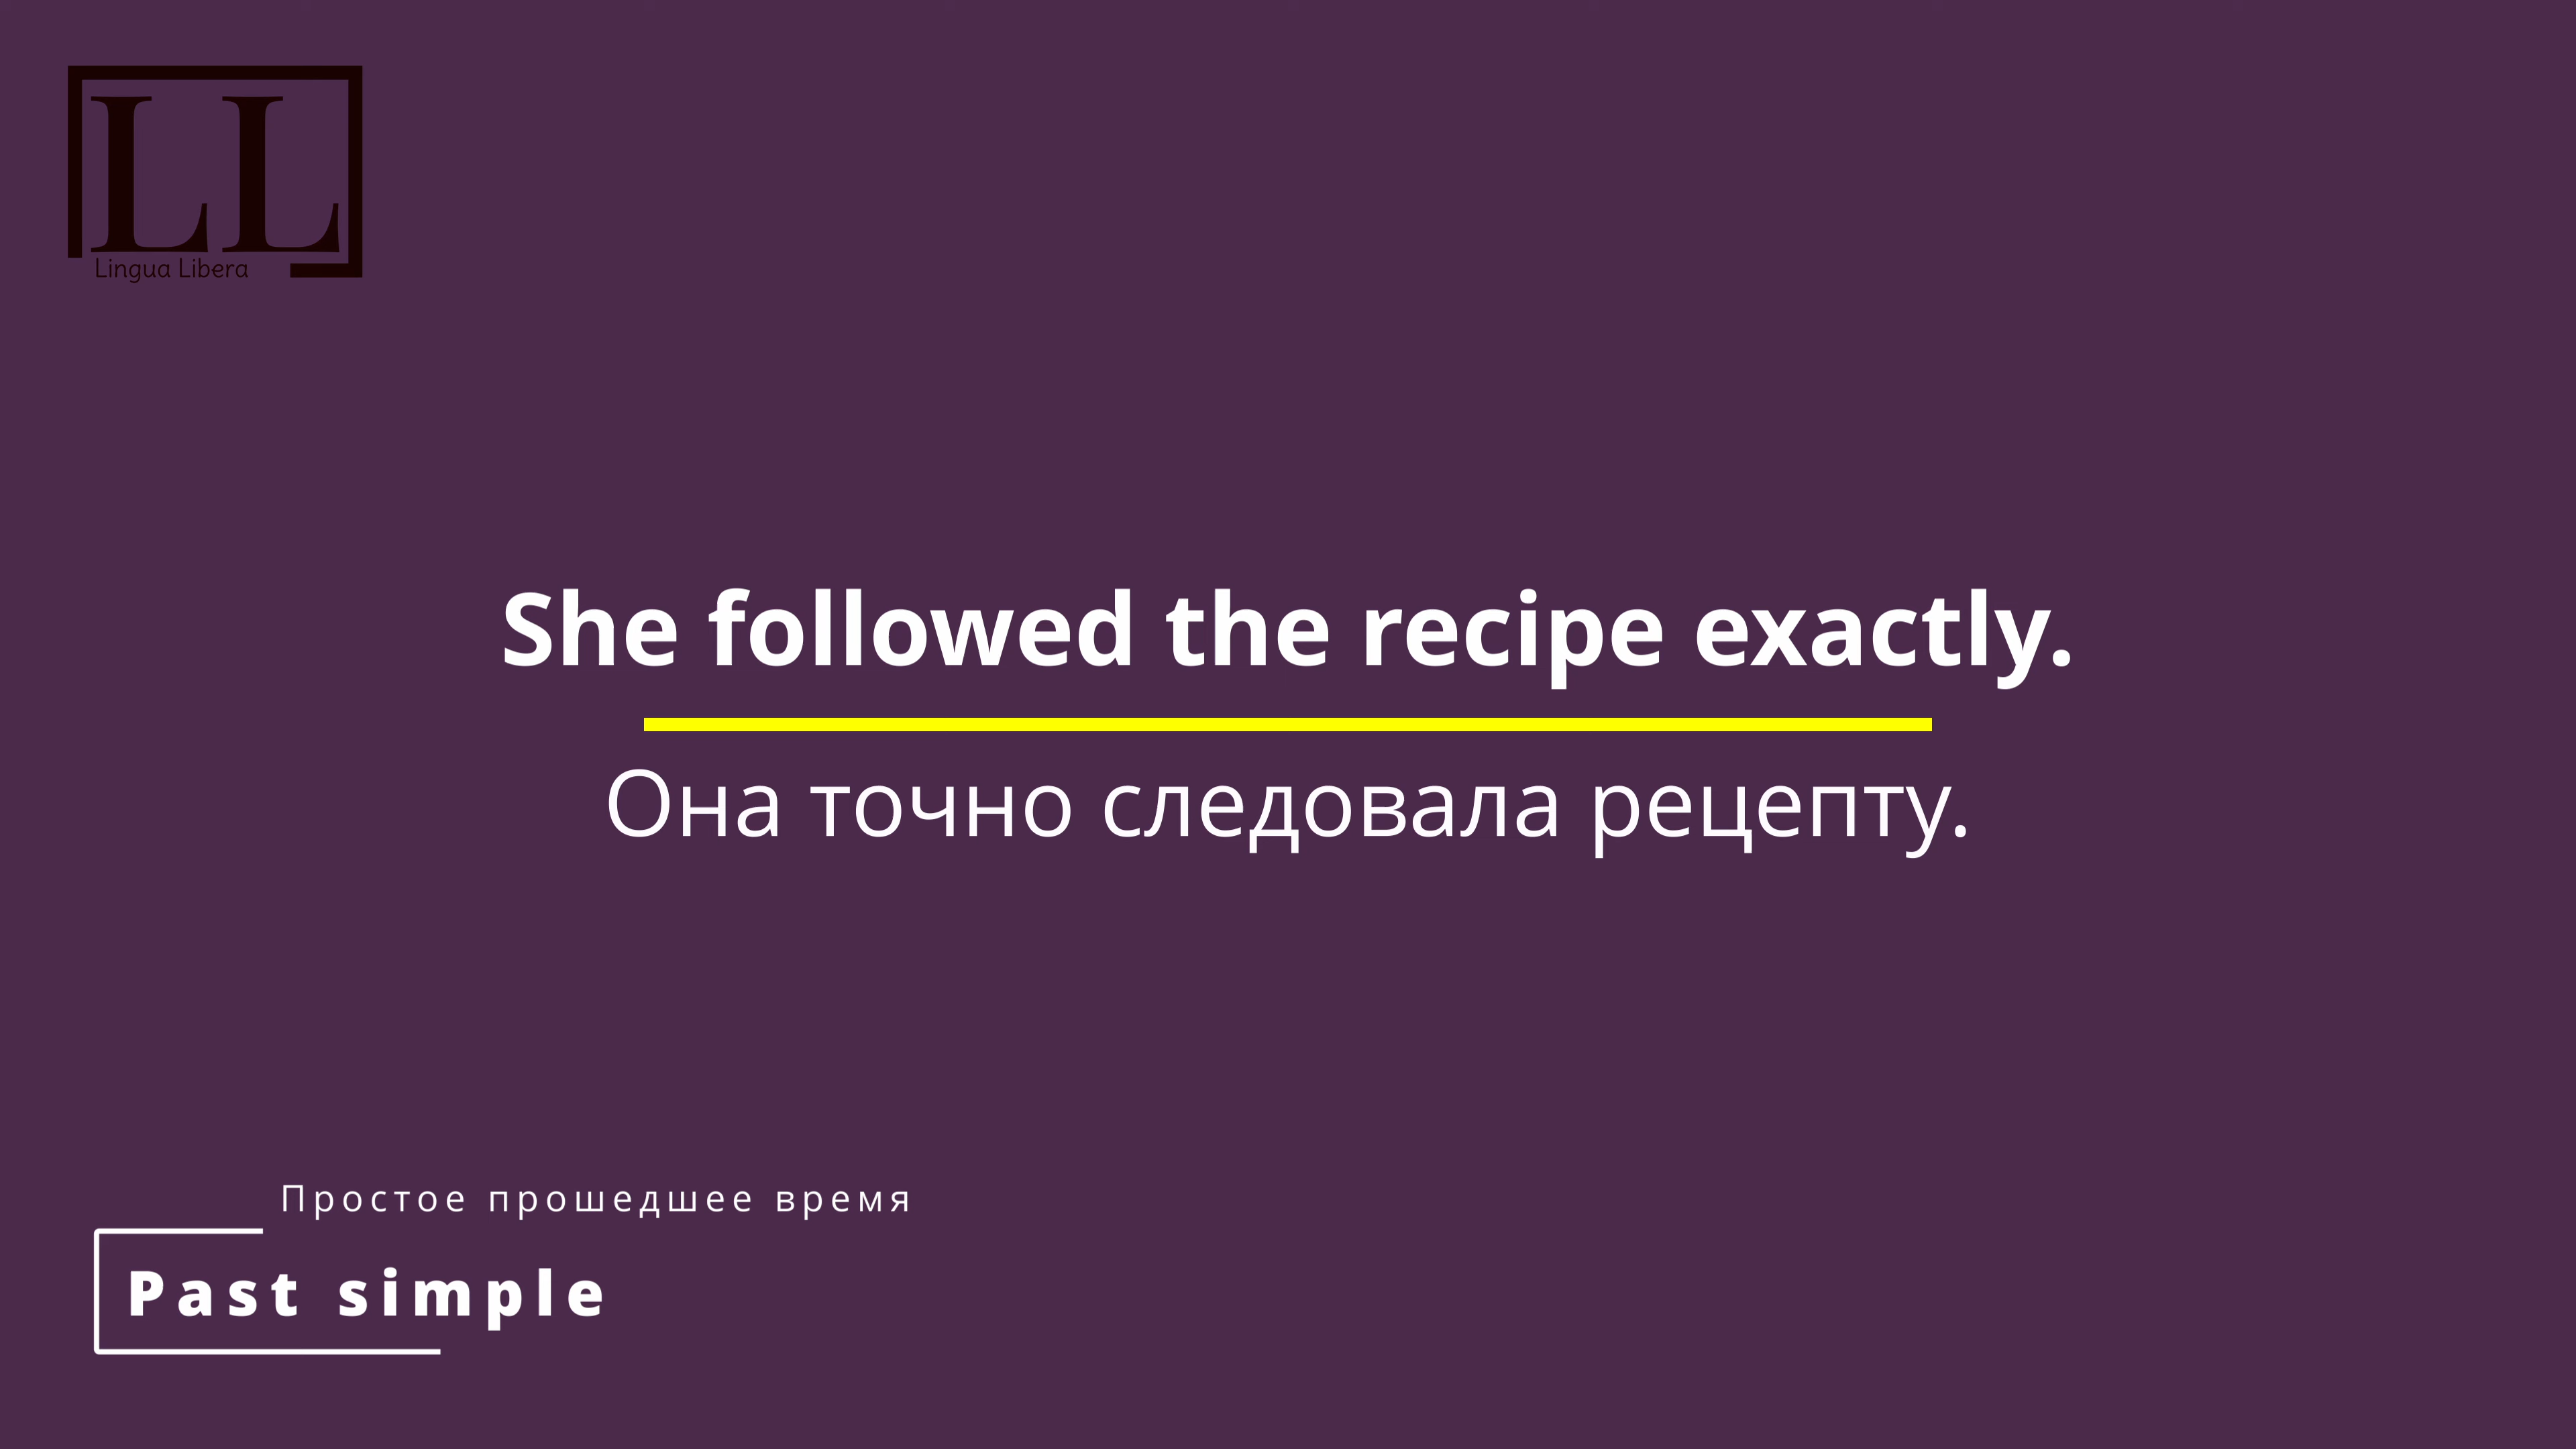 LL
Lingua Libera
She followed the recipe exactly.
Она точно следовала рецепту.
Простое прошедшее время
Past simple